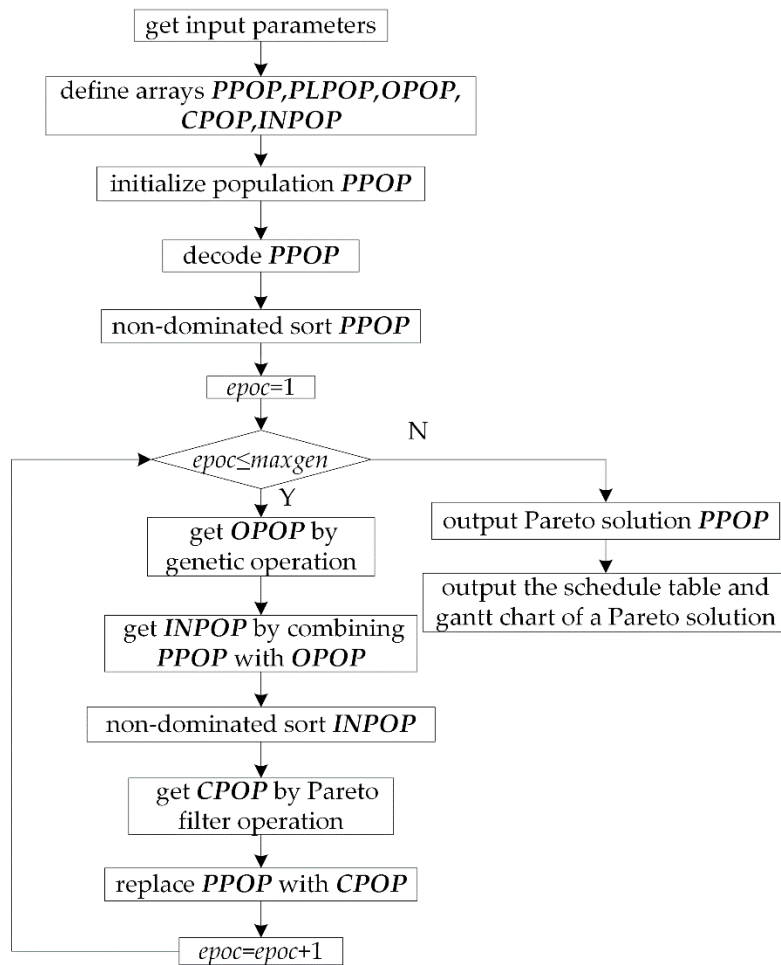 get input parameters
define arrays PPOP,PLPOP,OPOP,
CPOP,INPOP
initialize population PPOP
decode PPOP
non-dominated sort PPOP
epoc=1
epoc≤maxgen
N
Y
get OPOP by
genetic operation
get INPOP by combining
PPOP with OPOP
non-dominated sort INPOP
get CPOP by Pareto
filter operation
replace PPOP with CPOP
epoc=epoc+1
output Pareto solution PPOP
output the schedule table and
gantt chart of a Pareto solution